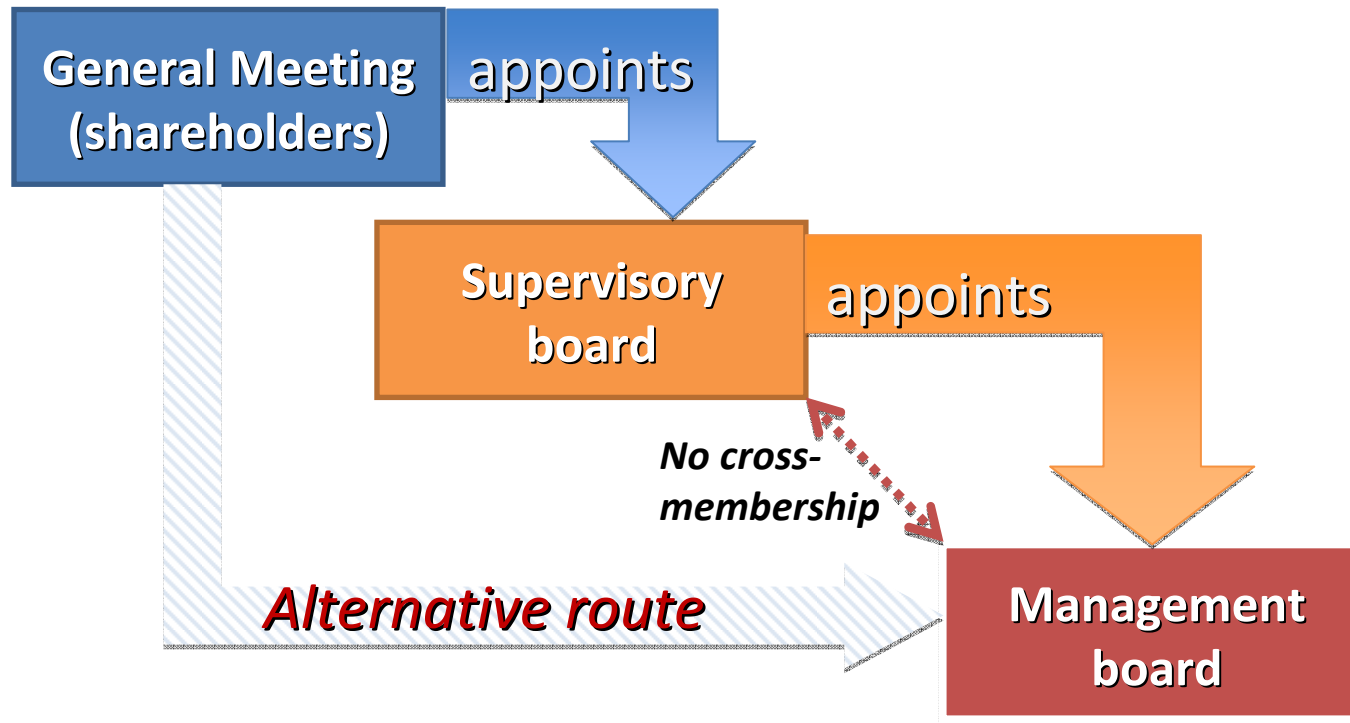 General Meeting
(shareholders)
appoints
Supervisory
board
appoints
No cross-
membership
Alternative route
Management
board